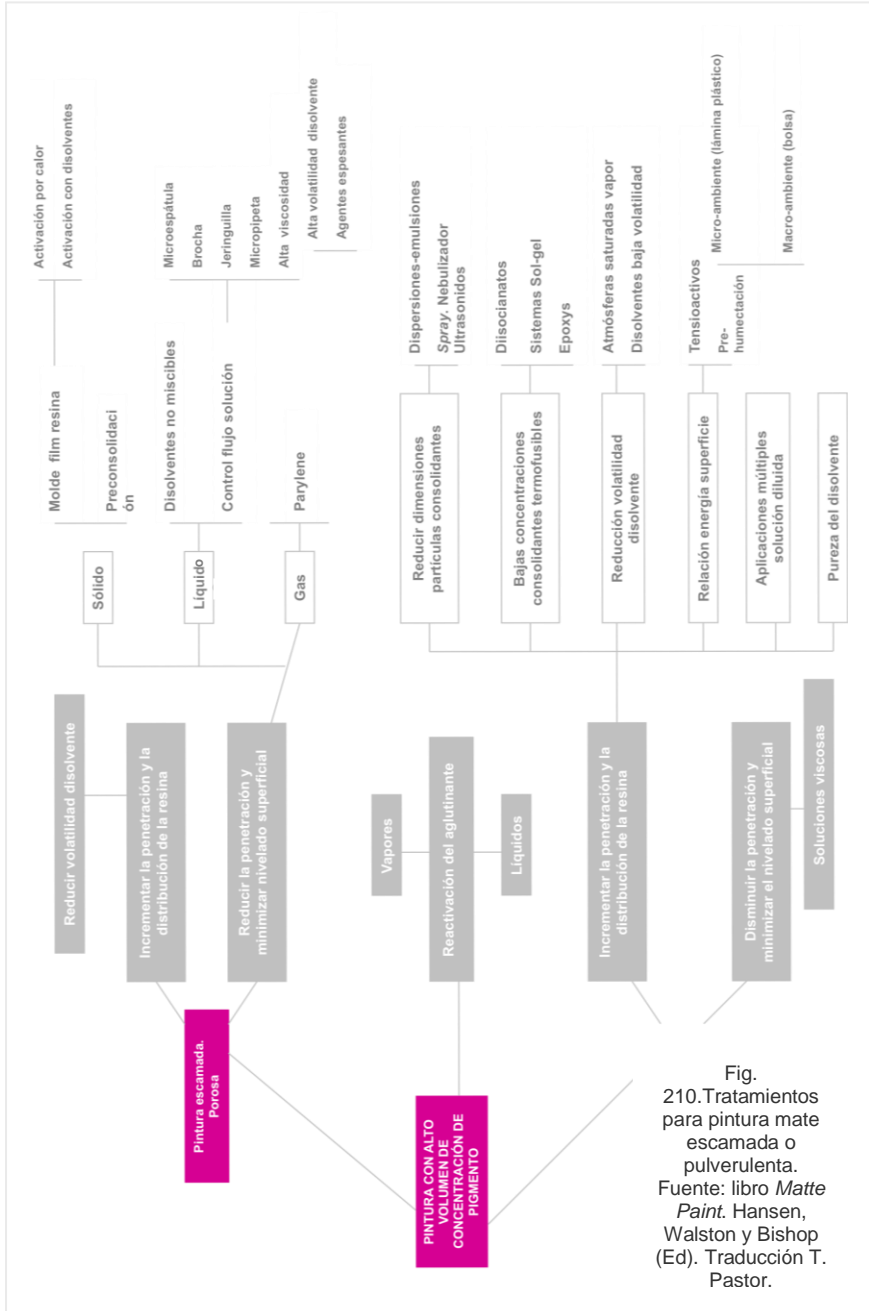 PINTURA CON ALTO
VOLUMEN DE
CONCENTRACIÓN DE
PIGMENTO
Pintura escamada.
Porosa
Reducir volatilidad disolvente
Incrementar la penetración y la
distribución de la resina
Reducir la penetración y
minimizar nivelado superficial
Sólido
Molde film resina
Activación por calor
Activación con disolventes
Preconsolidaci
ón
Líquido
Disolventes no miscibles
Control flujo solución
Microespátula
Brocha
Jeringuilla
Micropipeta
Alta viscosidad
Alta volatilidad disolvente
Agentes espesantes
Gas
Parylene
Vapores
Reactivación del aglutinante
Líquidos
Incrementar la penetración y la
distribución de la resina
Reducir dimensiones
partículas consolidantes
Dispersiones-emulsiones
Spray. Nebulizador
Ultrasonidos
Bajas concentraciones
consolidantes termofusibles
Diisocianatos
Sistemas Sol-gel
Epoxys
Reducción volatilidad
disolvente
Atmósferas saturadas vapor
Disolventes baja volatilidad
Relación energía superficie
Tensioactivos
Pre-
humectación
Micro-ambiente (lámina plástico)
Macro-ambiente (bolsa)
Aplicaciones múltiples
solución diluida
Pureza del disolvente
Disminuir la penetración y
minimizar el nivelado superficial
Soluciones viscosas
Fig.
210.Tratamientos
para pintura mate
escamada o
pulverulenta.
Fuente: libro Matte
Paint. Hansen,
Walston y Bishop
(Ed). Traducción T.
Pastor.